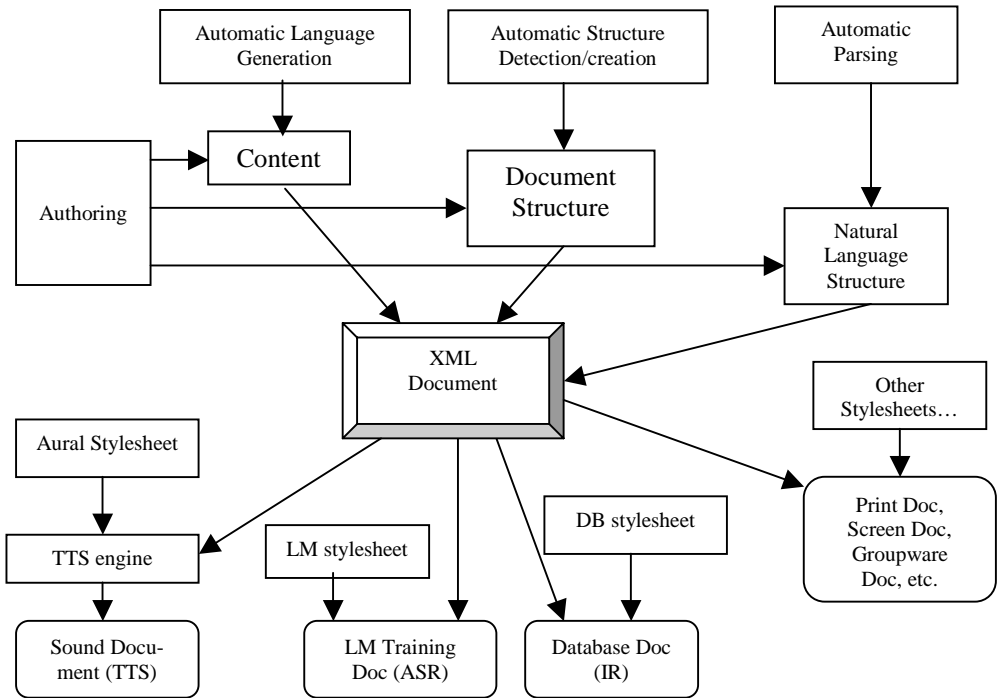 Automatic Language
Generation
Automatic Structure
Detection/creation
Automatic
Parsing
Content
Authoring
Document
Structure
Natural
Language
Structure
XML
Document
Other
Stylesheets…
Aural Stylesheet
DB stylesheet
LM stylesheet
TTS engine
Print Doc,
Screen Doc,
Groupware
Doc, etc.
Sound Docu-
ment (TTS)
LM Training
Doc (ASR)
Database Doc
(IR)